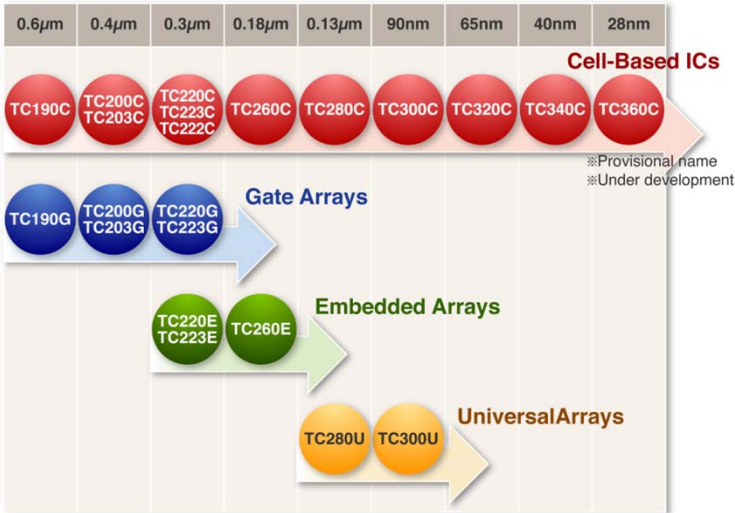 0.6μm 0.4μm 0.3μm 0.18μm 0.13μm 90nm 65nm 40nm 28nm
Cell-Based ICs
TC190C
TC200C
TC203C
TC220C
TC223C
TC222C
TC260C
TC280C
TC300C
TC320C
TC340C
TC360C
※Provisional name
※Under development
Gate Arrays
TC190G
TC200G
TC203G
TC220G
TC223G
Embedded Arrays
TC220E
TC223E
TC260E
UniversalArrays
TC280U
TC300U